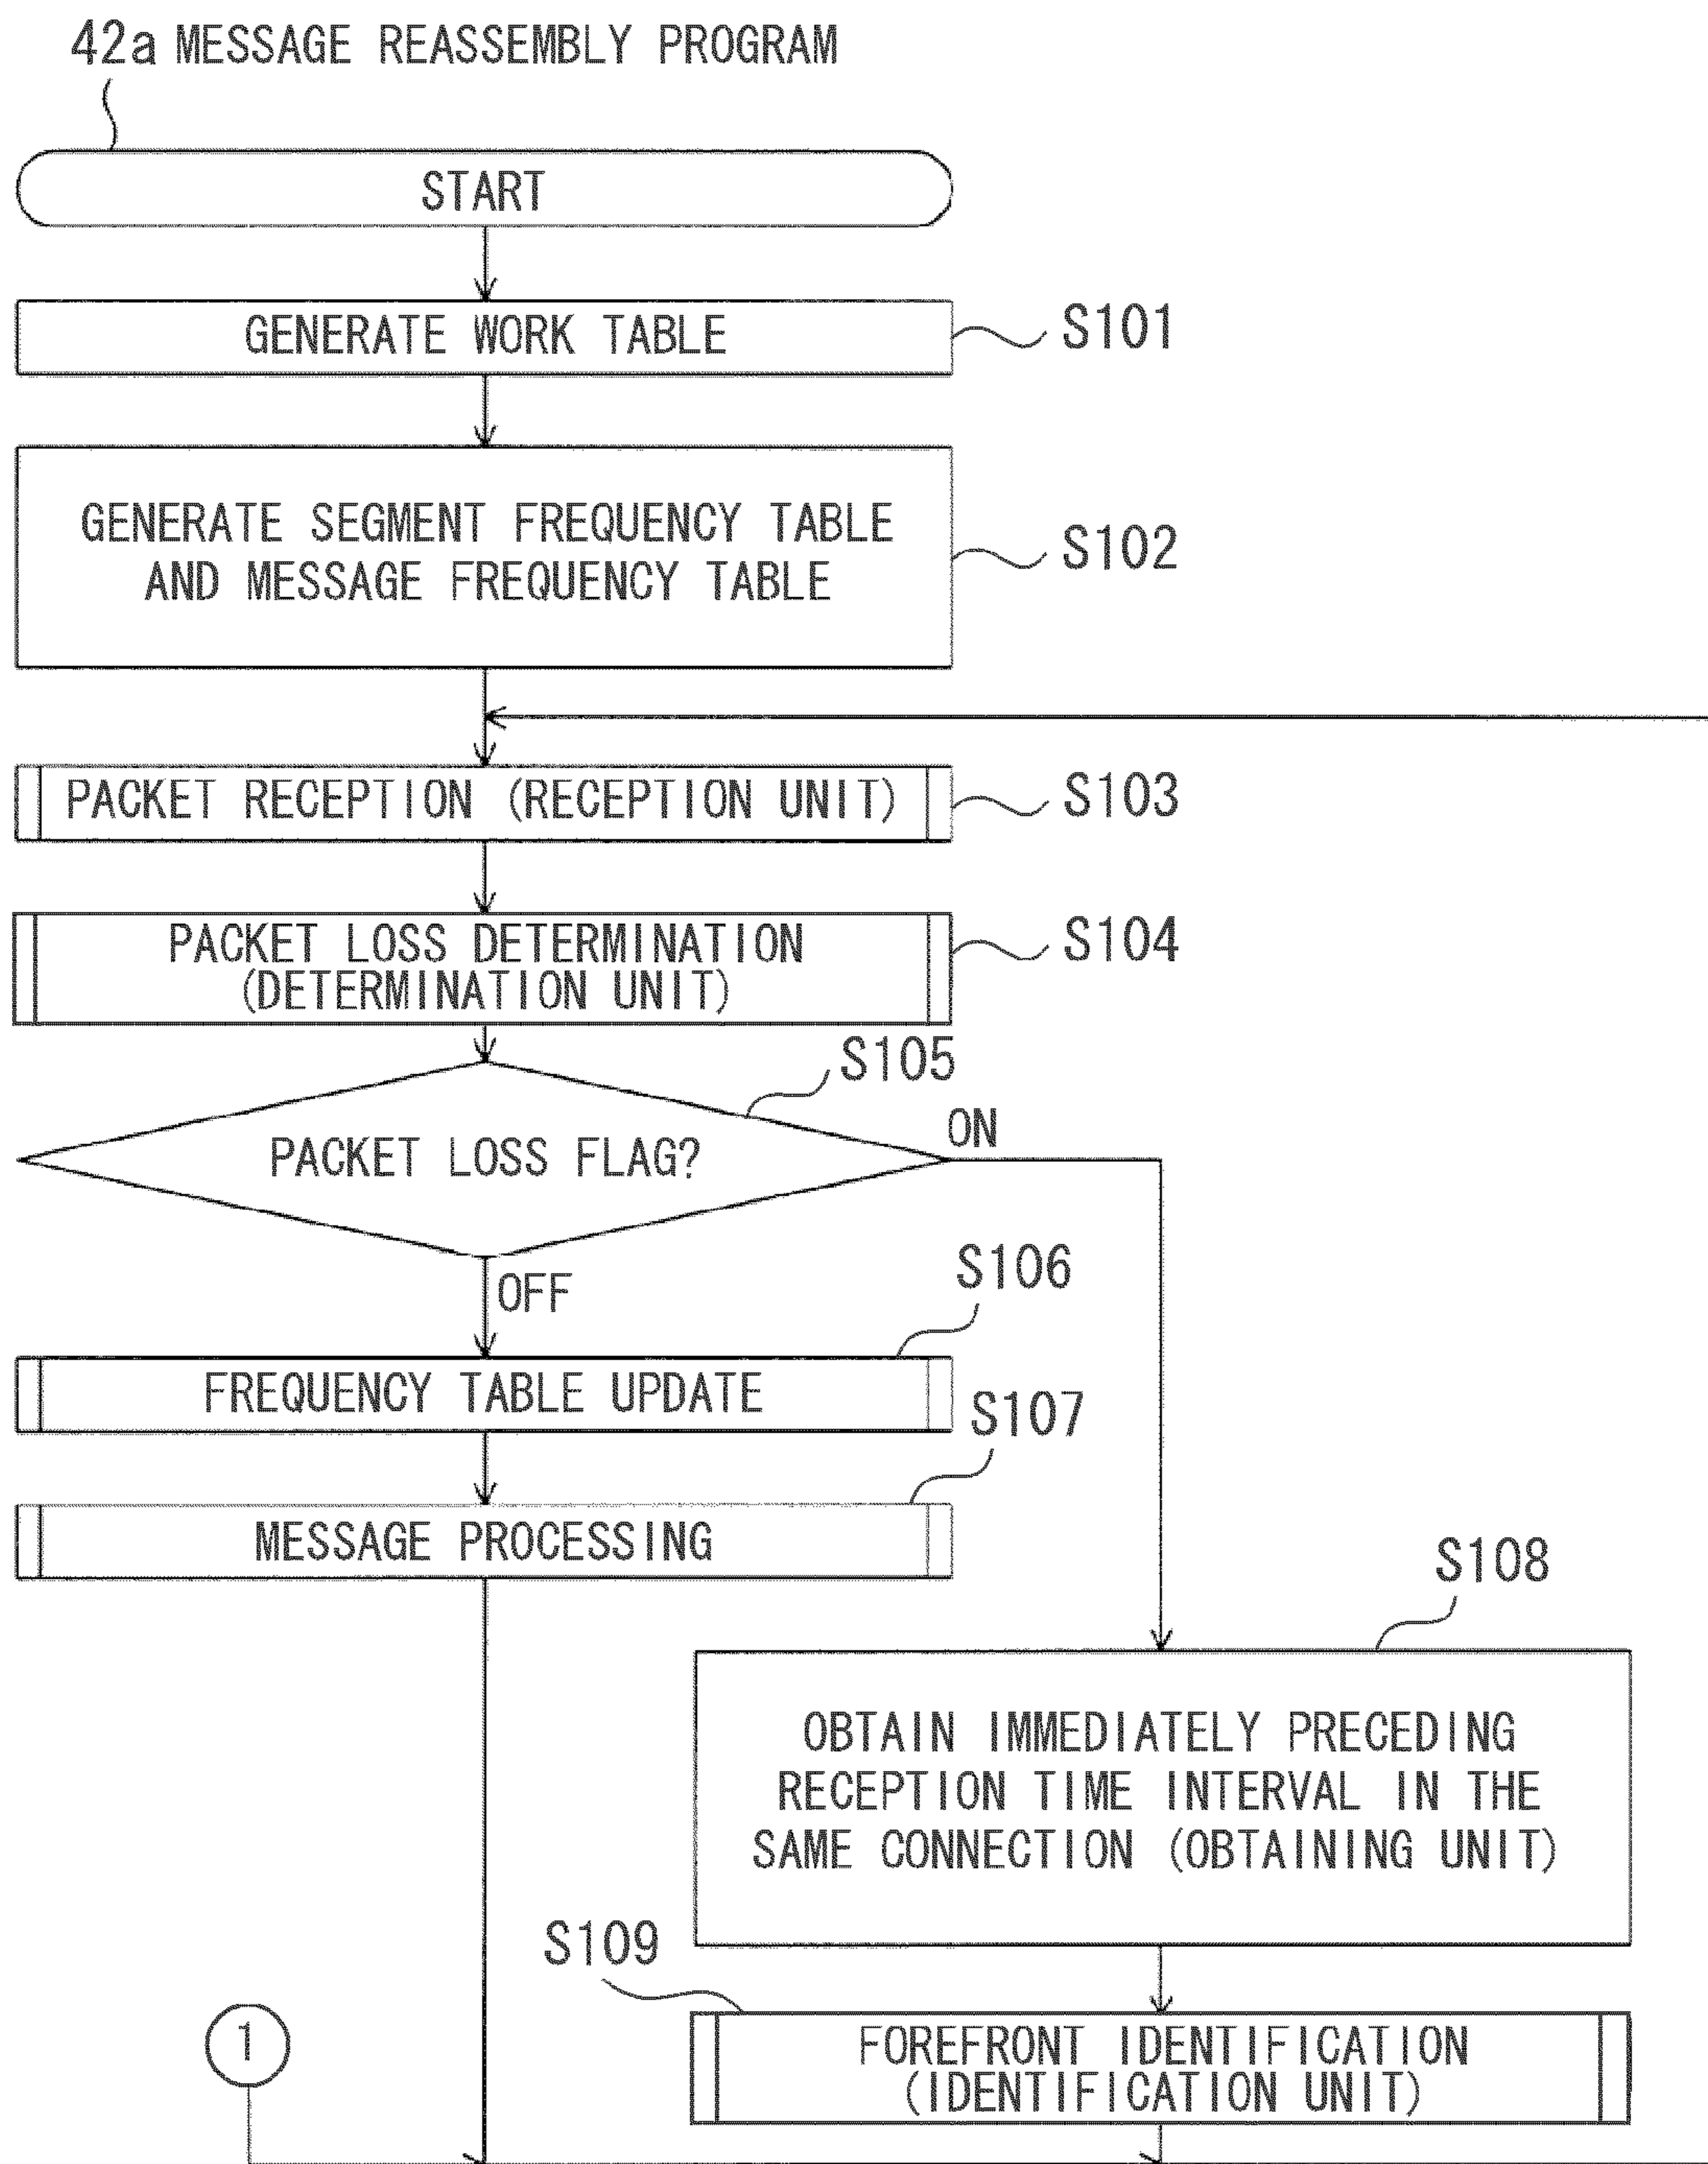 42a MESSAGE REASSEMBLY PROGRAM
START
GENERATE WORK TABLE
S101
GENERATE SEGMENT FREQUENCY TABLE
AND MESSAGE FREQUENCY TABLE
S102
PACKET RECEPTION (RECEPTION UNIT)
S103
PACKET LOSS DETERMINATION
(DETERMINATION UNIT)
S104
S105
PACKET LOSS FLAG?
ON
OFF
S106
FREQUENCY TABLE UPDATE
S107
MESSAGE PROCESSING
S108
OBTAIN IMMEDIATELY PRECEDING
RECEPTION TIME INTERVAL IN THE
SAME CONNECTION (OBTAINING UNIT)
S109
FOREFRONT IDENTIFICATION
(IDENTIFICATION UNIT)
1